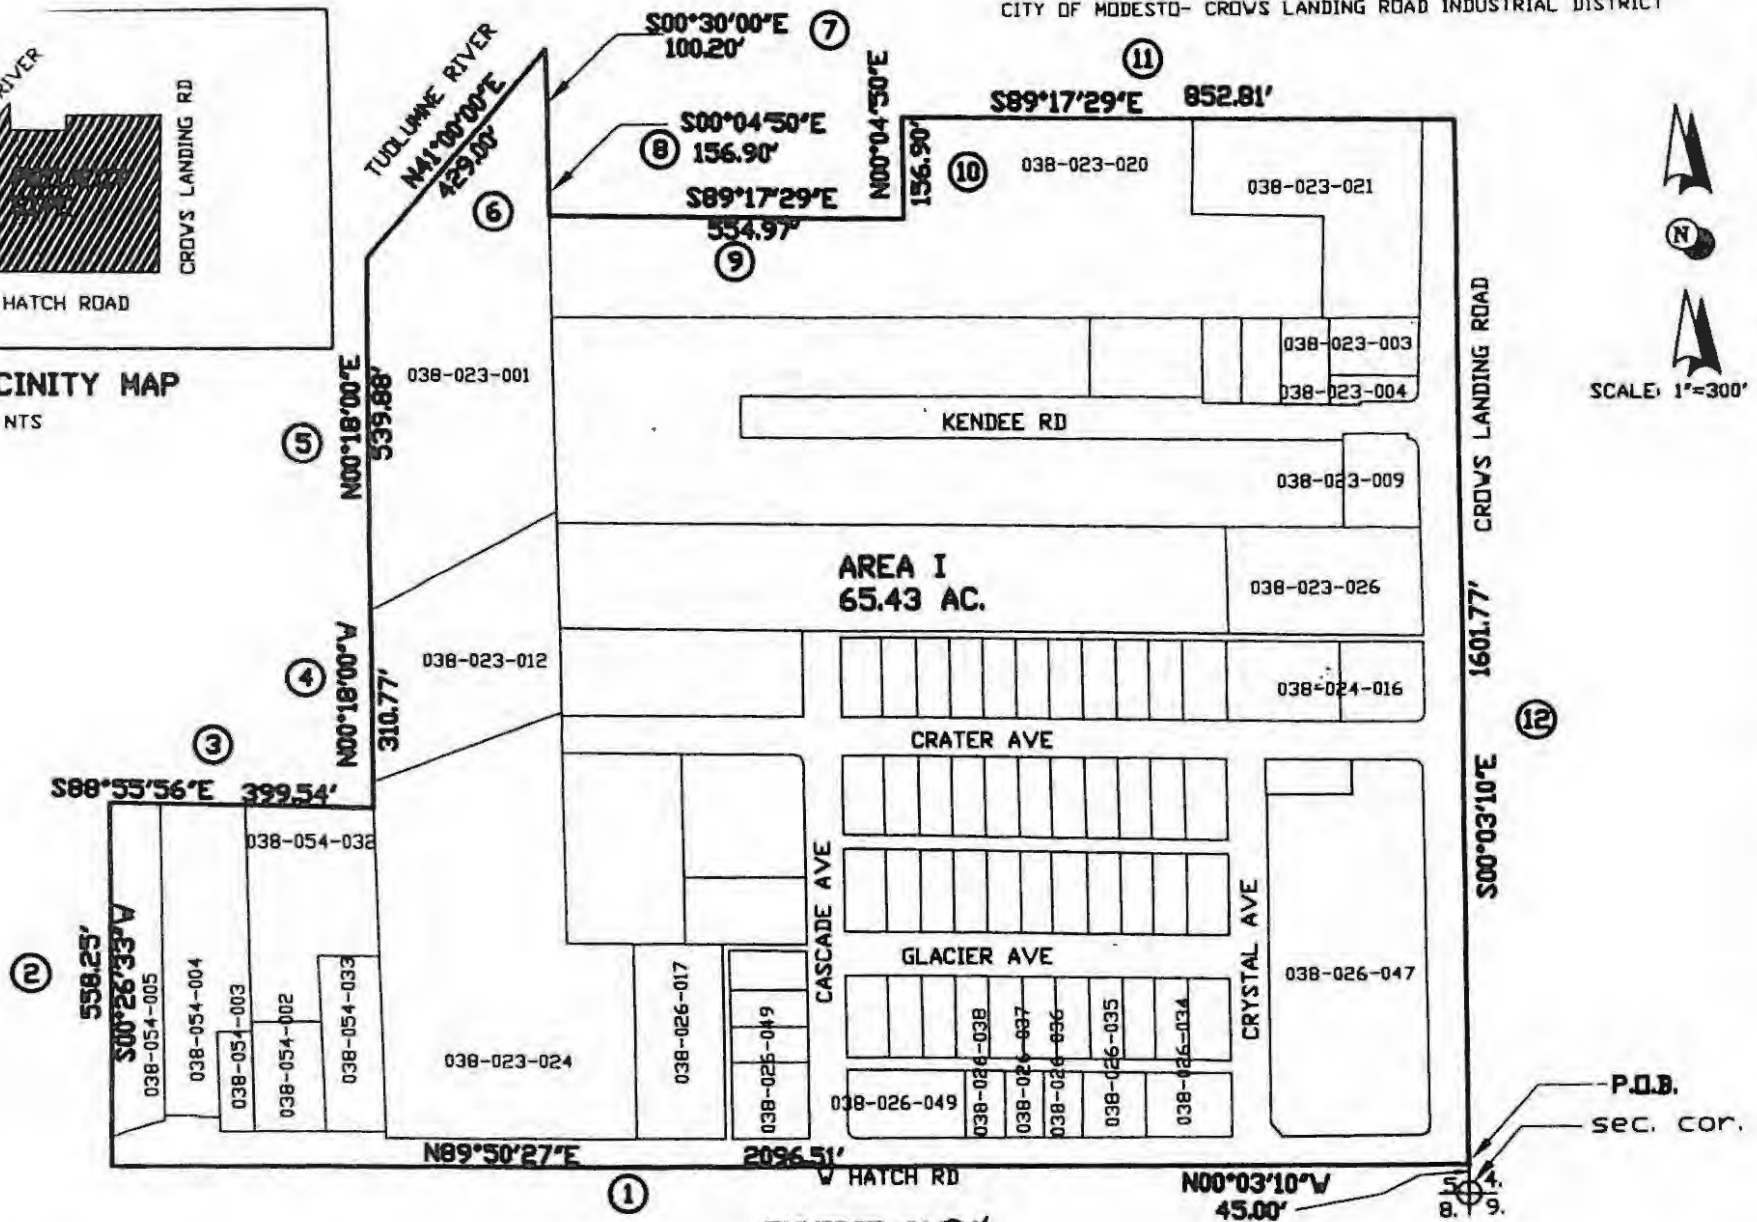 CITY OF MODESTO- CROWS LANDING ROAD INDUSTRIAL DISTRICT
RIVER
CROWS LANDING RD
HATCH ROAD
CINITY MAP
NTS
TUOLUMNE RIVER
N41°00'00"E
429.00'
6
S00°30'00"E
100.20'
7
S00°04'50"E
156.90'
8
S89°17'29"E
554.97'
9
N00°04'50"E
156.90'
10
11
S89°17'29"E 852.81'
N
SCALE: 1"=300'
038-023-020
038-023-021
038-023-001
038-023-003
038-023-004
KENDEE RD
038-023-009
CROWS LANDING ROAD
5
N00°18'00"E
539.88'
AREA I
65.43 AC.
038-023-026
4
N00°18'00"W
310.77'
038-023-012
038-024-016
CRATER AVE
1601.77'
12
S00°03'10"E
3
S88°55'56"E 399.54'
038-054-032
2
558.25'
S00°26'33"W
038-054-005
038-054-004
038-054-003
038-054-002
038-054-033
038-023-024
038-026-017
038-026-049
CASCADE AVE
GLACIER AVE
CRYSTAL AVE
038-026-047
038-026-049
038-026-038
038-026-037
038-026-036
038-026-035
038-026-034
P.O.B.
sec. cor.
N89°50'27"E 2096.51'
W HATCH RD
1
N00°03'10"W
45.00'
5. 4.
8. 9.